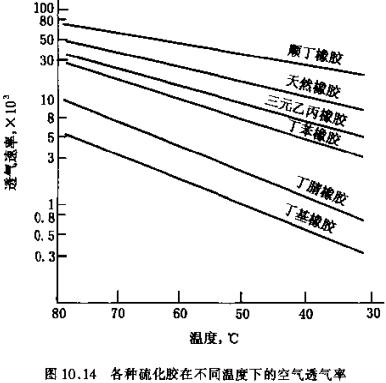 100
80
50
30
10
8
5
3
1
0.8
0.5
0.3
透气速率,×10³
顺丁橡胶
天然橡胶
三元乙丙橡胶
丁苯橡胶
丁腈橡胶
丁基橡胶
80 70 60 50 40 30
温度,℃
图 10.14 各种硫化胶在不同温度下的空气透气率